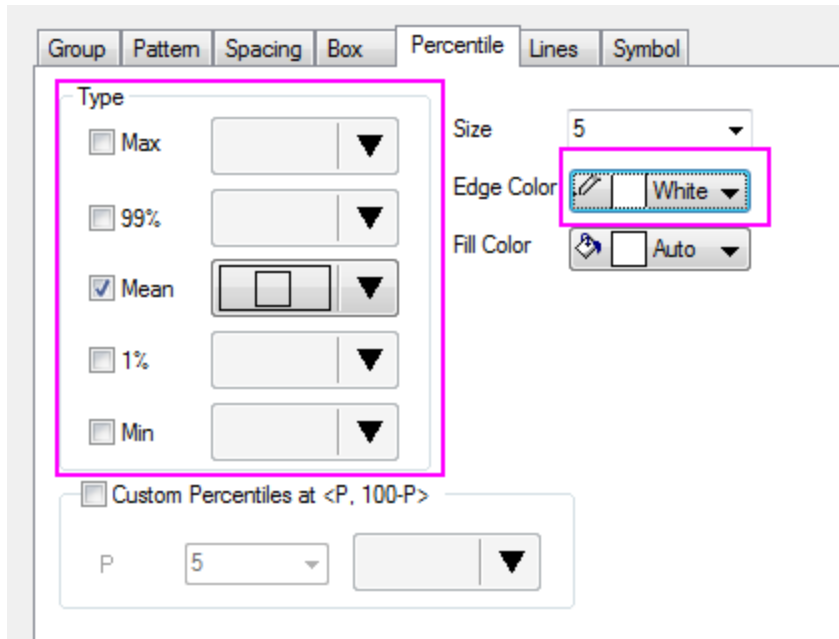 Group Pattern Spacing Box Percentile Lines Symbol
Type
Max
99%
Mean
1%
Min
Size 5
Edge Color White
Fill Color Auto
Custom Percentiles at <P, 100-P>
P 5